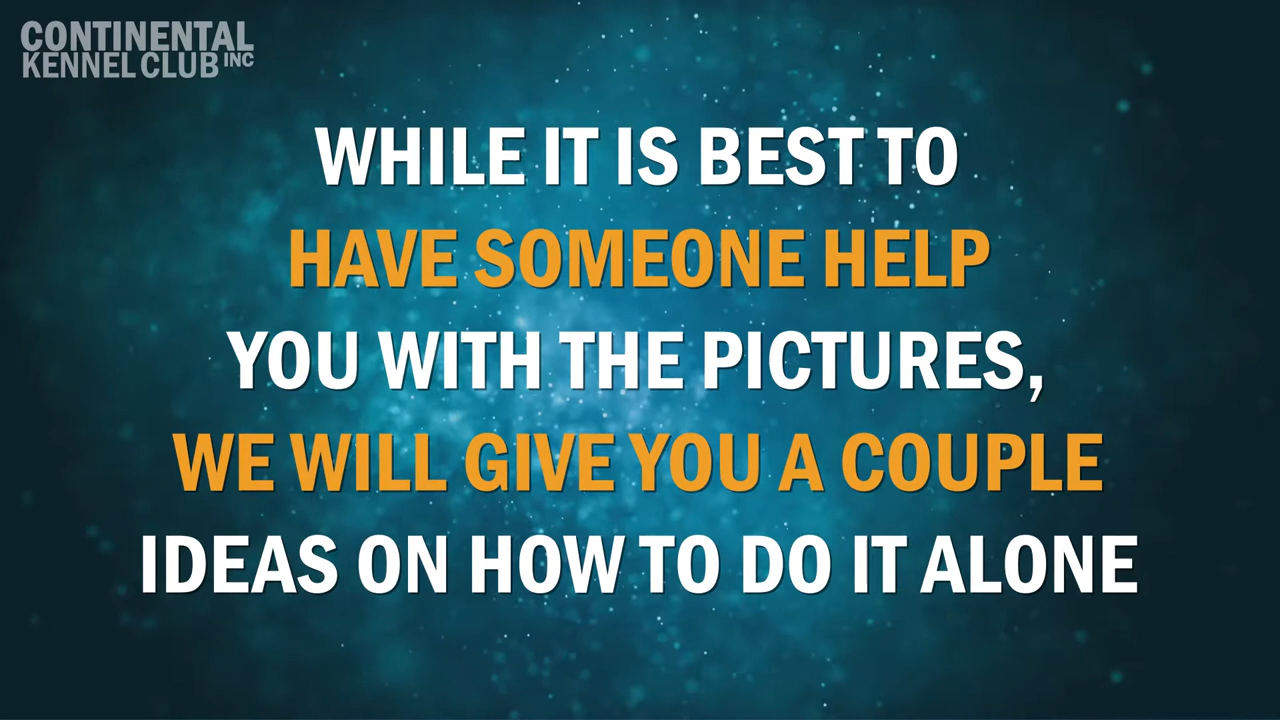 CONTINENTAL
KENNEL CLUB INC
WHILE IT IS BEST TO
HAVE SOMEONE HELP
YOU WITH THE PICTURES,
WE WILL GIVE YOU A COUPLE
IDEAS ON HOW TO DO IT ALONE